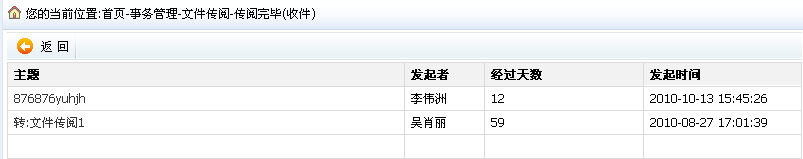 您的当前位置:首页-事务管理-文件传阅-传阅完毕(收件)
返 回
主题 发起者 经过天数 发起时间
876876yuhjh 李伟洲 12 2010-10-13 15:45:26
转:文件传阅1 吴肖丽 59 2010-08-27 17:01:39